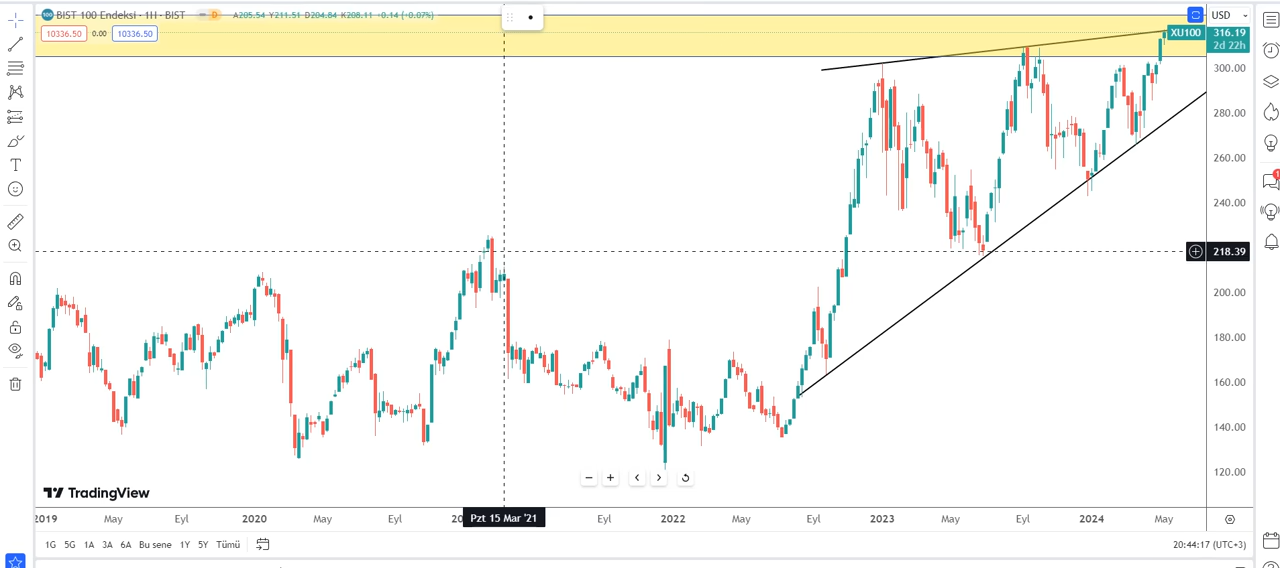 BIST 100 Endeksi · 1H · BIST
D
A205.54 Y211.51 D204.84 K208.11 +0.14 (+0.07%)
USD
10336.50
0.00
10336.50
XU100
316.19
2d 22h
300.00
280.00
260.00
240.00
218.39
200.00
180.00
160.00
140.00
120.00
TradingView
2019
May
Eyl
2020
May
Eyl
Pzt 15 Mar '21
Eyl
2022
May
Eyl
2023
May
Eyl
2024
May
1G 5G 1A 3A 6A Bu sene 1Y 5Y Tümü
20:44:17 (UTC+3)